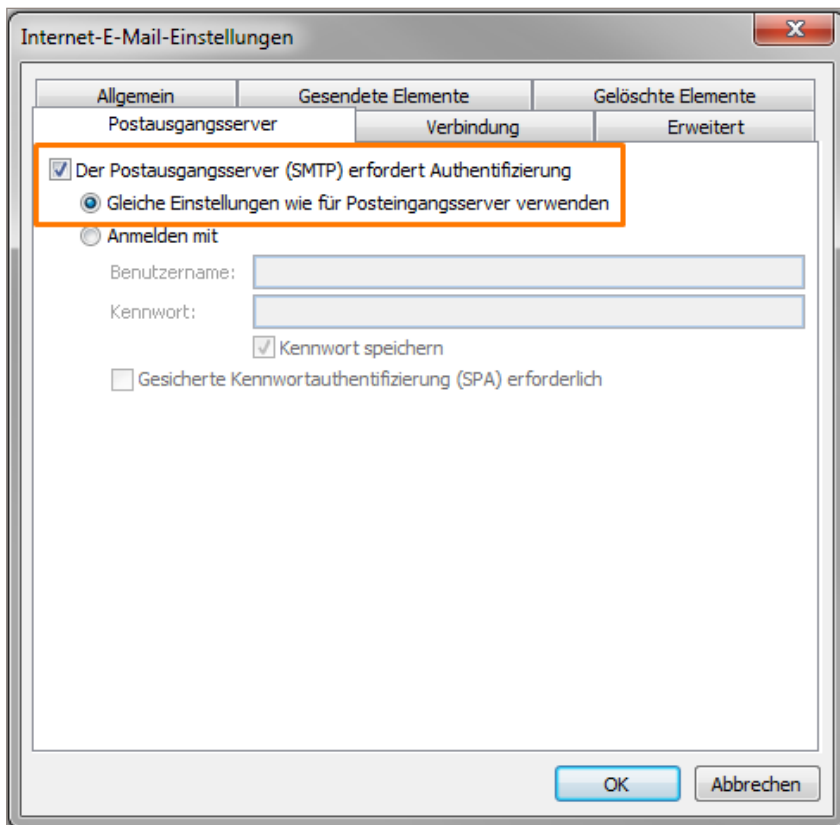 Internet-E-Mail-Einstellungen
Allgemein
Gesendete Elemente
Gelöschte Elemente
Postausgangsserver
Verbindung
Erweitert
Der Postausgangsserver (SMTP) erfordert Authentifizierung
Gleiche Einstellungen wie für Posteingangsserver verwenden
Anmelden mit
Benutzername:
Kennwort:
Kennwort speichern
Gesicherte Kennwortauthentifizierung (SPA) erforderlich
OK
Abbrechen